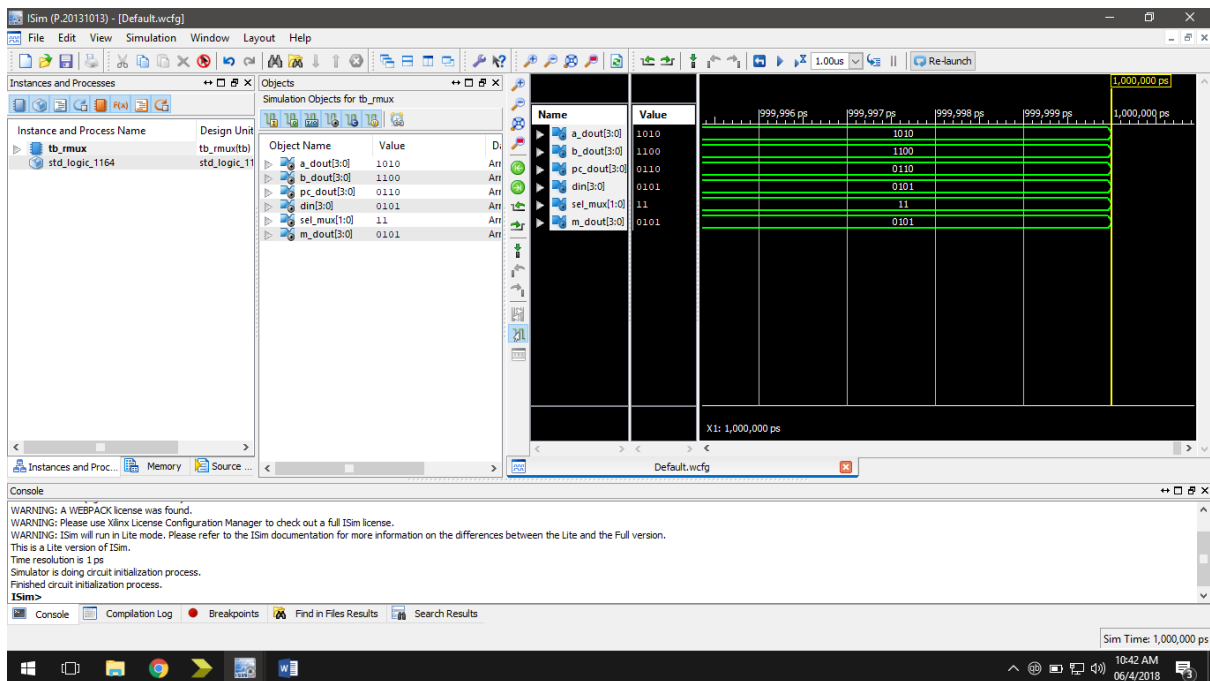 ISim (P.20131013) - [Default.wcfg]
File Edit View Simulation Window Layout Help
1.00us Re-launch
Instances and Processes
Instance and Process Name Design Unit
tb_rmux tb_rmux(tb)
std_logic_1164 std_logic_11
Instances and Proc... Memory Source ...
Objects
Simulation Objects for tb_rmux
Object Name Value
a_dout[3:0] 1010 Arr
b_dout[3:0] 1100 Arr
pc_dout[3:0] 0110 Arr
din[3:0] 0101 Arr
sel_mux[1:0] 11 Arr
m_dout[3:0] 0101 Arr
1,000,000 ps
Name Value 999,996 ps 999,997 ps 999,998 ps 999,999 ps 1,000,000 ps
a_dout[3:0] 1010 1010
b_dout[3:0] 1100 1100
pc_dout[3:0] 0110 0110
din[3:0] 0101 0101
sel_mux[1:0] 11 11
m_dout[3:0] 0101 0101
X1: 1,000,000 ps
Default.wcfg
Console
WARNING: A WEBPACK license was found.
WARNING: Please use Xilinx License Configuration Manager to check out a full ISim license.
WARNING: ISim will run in Lite mode. Please refer to the ISim documentation for more information on the differences between the Lite and the Full version.
This is a Lite version of ISim.
Time resolution is 1 ps
Simulator is doing circuit initialization process.
Finished circuit initialization process.
ISim>
Console Compilation Log Breakpoints Find in Files Results Search Results
Sim Time: 1,000,000 ps
10:42 AM
06/4/2018